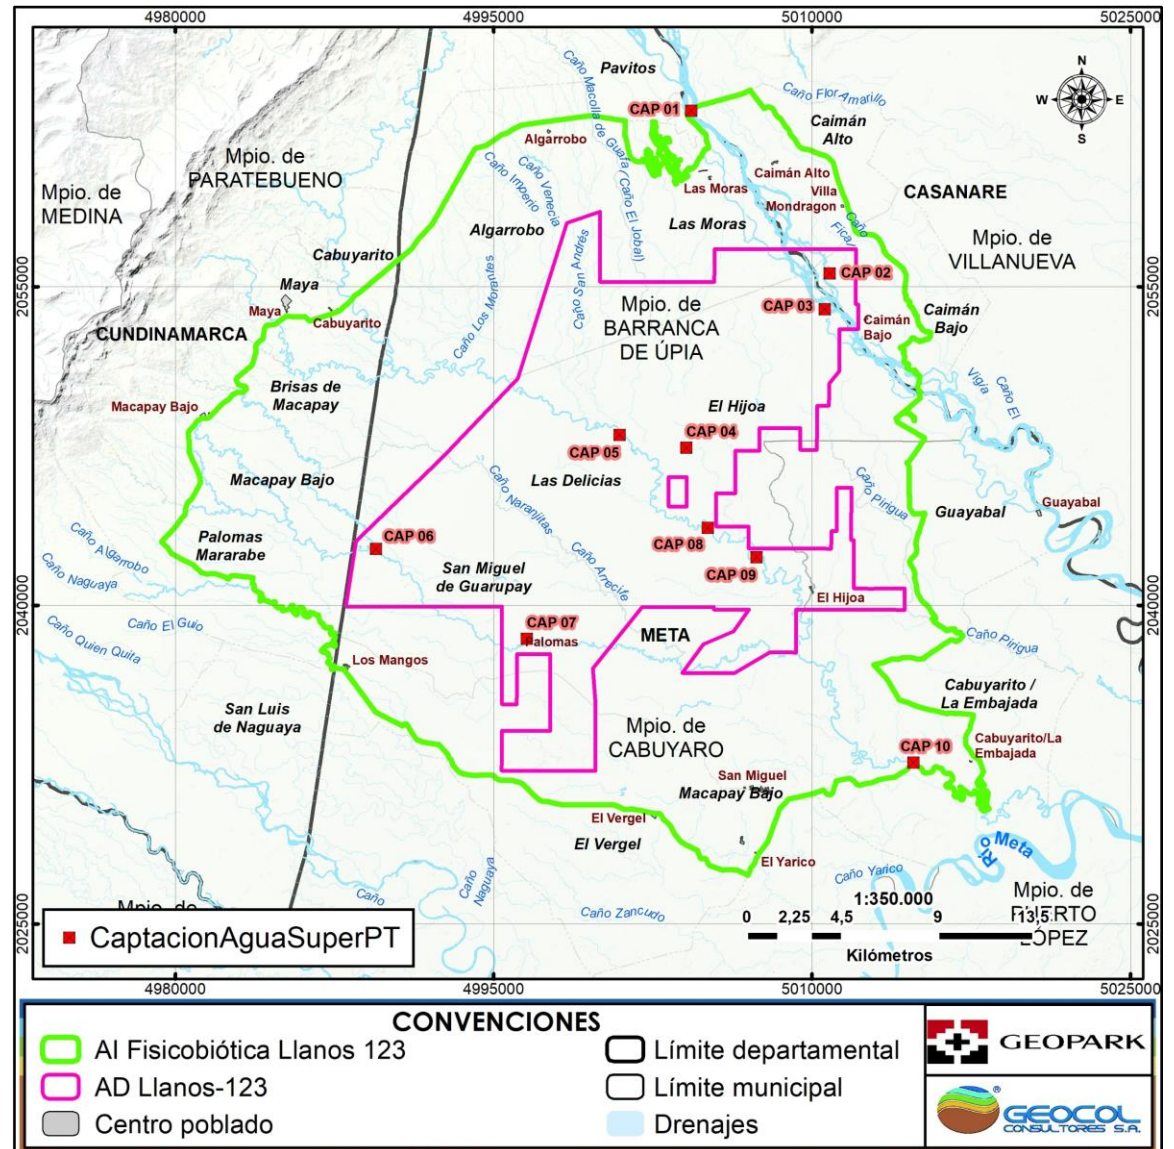 4980000
4995000
5010000
5025000
2055000
2040000
2025000
2055000
2040000
2025000
Pavitos
CAP 01
Caño Flor Amarillo
Caimán
Alto
N
W
E
S
Mpio. de
PARATEBUENO
Mpio. de
MEDINA
Algarrobo
Caño Macolla de Guafa (Caño El Jobal)
Caño Venecia
Caño Imperio
Las Moras
Caimán Alto
Villa
Mondragon
CASANARE
Las Moras
Algarrobo
Caño
Fical
Mpio. de
VILLANUEVA
Cabuyarito
Caño San Andrés
Caño Los Morantes
CAP 02
Maya
Maya
Cabuyarito
Mpio. de
BARRANCA
DE ÚPIA
CAP 03
Caimán
Bajo
Caimán
Bajo
CUNDINAMARCA
Brisas de
Macapay
Vigía
Caño El
Macapay Bajo
El Hijoa
CAP 04
CAP 05
Macapay Bajo
Las Delicias
Caño Naranjitas
Caño Pirigua
Guayabal
Guayabal
Palomas
Mararabe
CAP 06
CAP 08
CAP 09
Caño Algarrobo
Caño Naguaya
San Miguel
de Guarupay
Caño Arrecife
El Hijoa
Caño El Guio
Caño Quien Quita
CAP 07
Palomas
META
Caño Pirigua
Los Mangos
San Luis
de Naguaya
Cabuyarito /
La Embajada
Mpio. de
CABUYARO
CAP 10
Cabuyarito/La
Embajada
San Miguel
Macapay Bajo
El Vergel
El Vergel
El Yarico
Río Meta
Caño
Naguaya
Caño
Caño Yarico
Caño Zancudo
Mpio. de
PUERTO
LÓPEZ
1:350.000
0 2,25 4,5 9 13,5
Kilómetros
Mpio. de
CaptacionAguaSuperPT
4980000
4995000
5010000
5025000
CONVENCIONES
AI Fisicobiótica Llanos 123
AD Llanos-123
Centro poblado
Límite departamental
Límite municipal
Drenajes
GEOPARK
GEOCOL
CONSULTORES S.A.